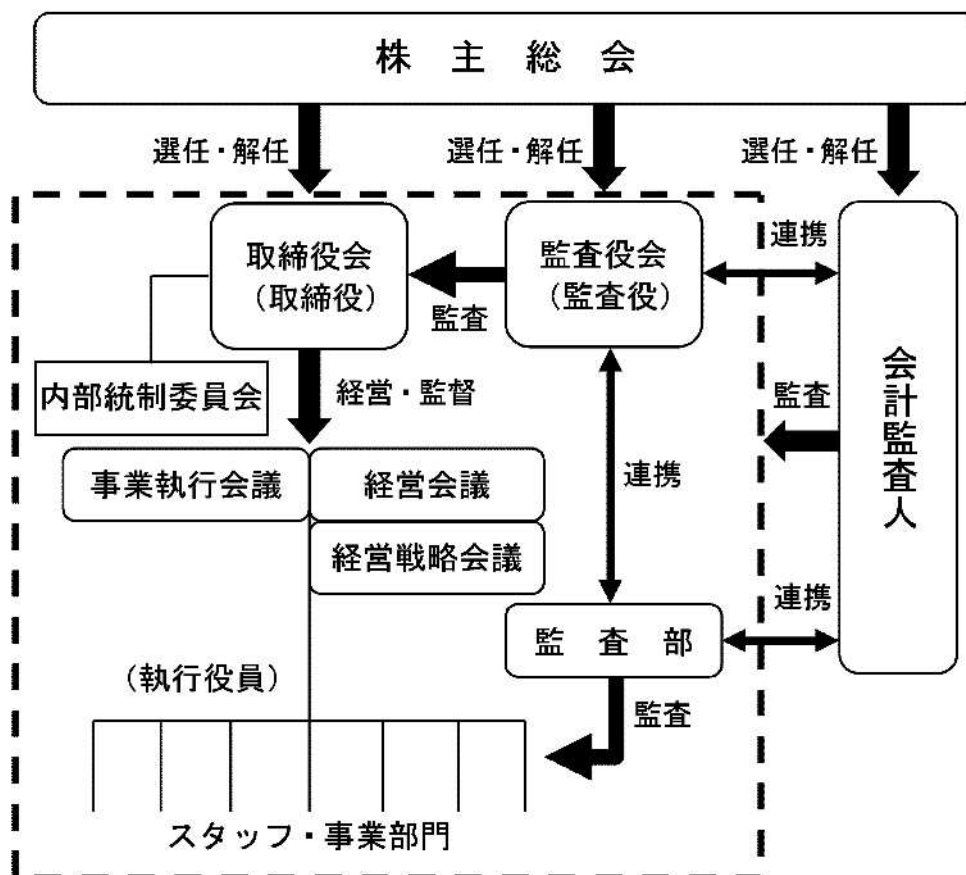 株主総会
選任・解任
選任・解任
選任・解任
取締役会
（取締役）
監査役会
（監査役）
連携
監査
内部統制委員会
経営・監督
監査
会計監査人
事業執行会議
経営会議
連携
経営戦略会議
連携
監査部
（執行役員）
監査
スタッフ・事業部門